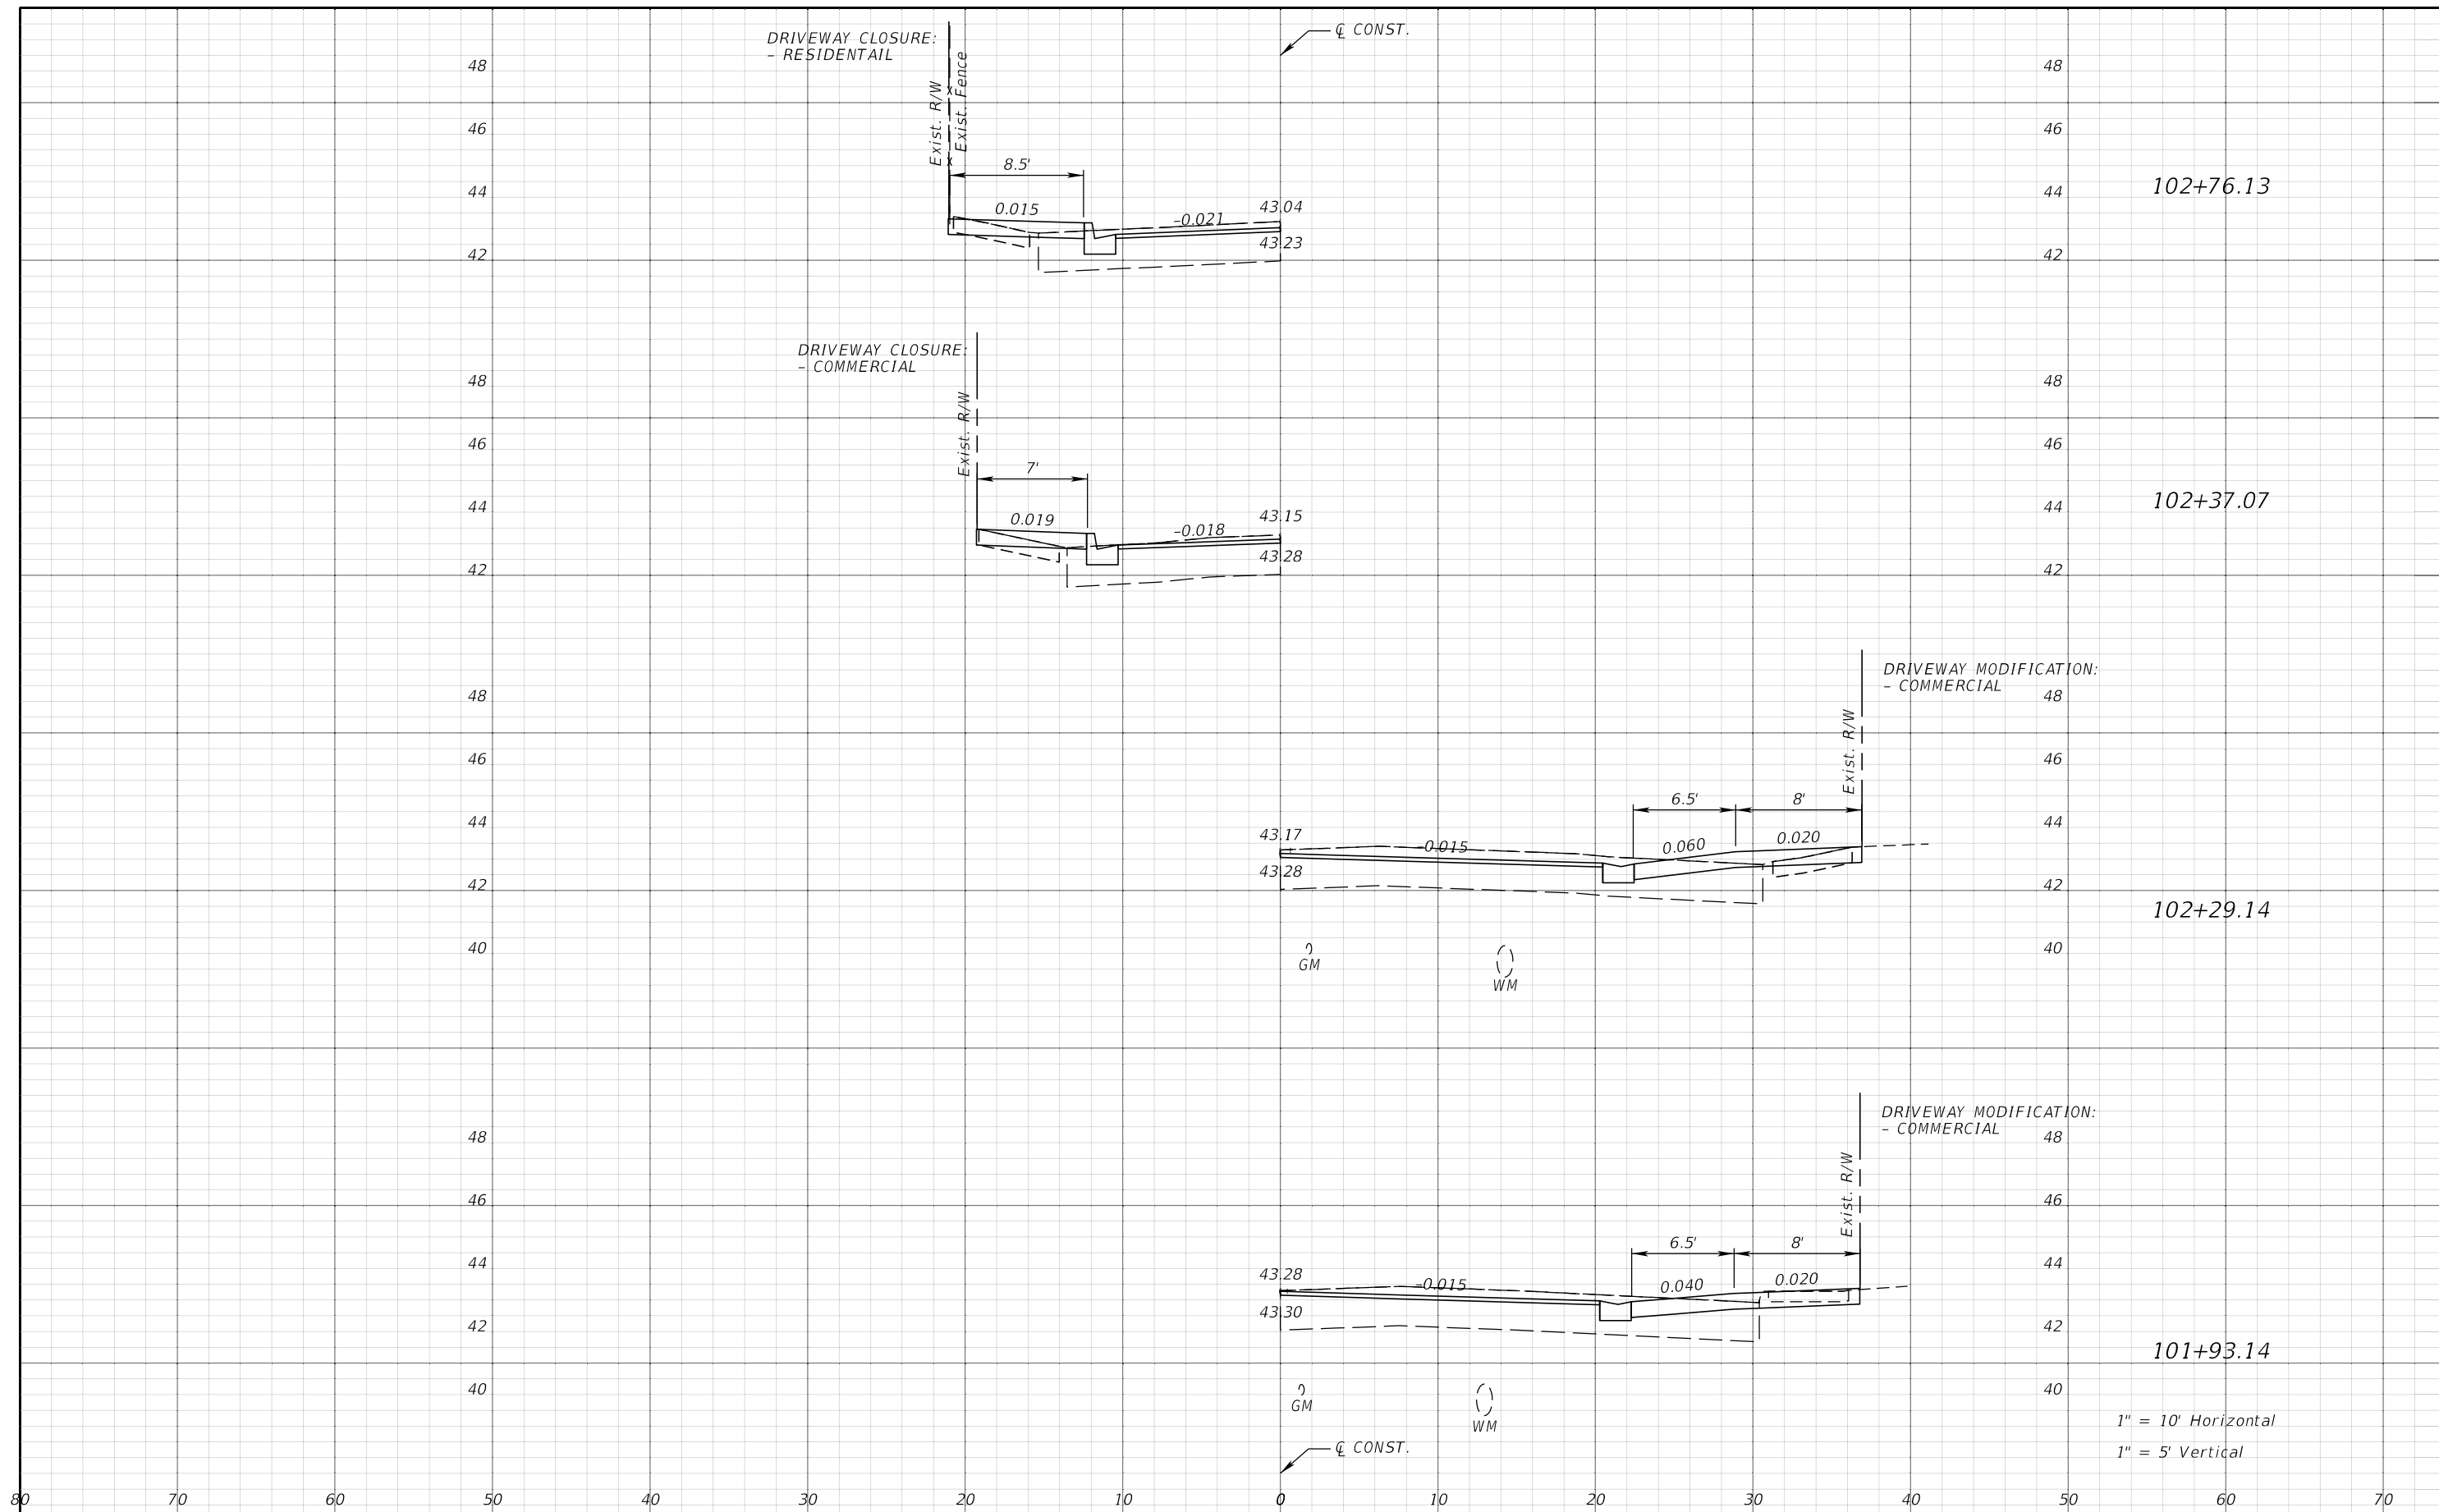 ℄ CONST.
DRIVEWAY CLOSURE:
– RESIDENTAIL
Exist. R/W
Exist. Fence
x
x
48
48
46
46
44
44
42
42
8.5'
0.015
-0.021
43.04
43.23
102+76.13
DRIVEWAY CLOSURE:
– COMMERCIAL
Exist. R/W
48
48
46
46
44
44
42
42
7'
0.019
-0.018
43.15
43.28
102+37.07
DRIVEWAY MODIFICATION:
– COMMERCIAL
Exist. R/W
48
48
46
46
44
44
42
42
40
40
6.5'
8'
43.17
-0.015
0.060
0.020
43.28
102+29.14
GM
WM
DRIVEWAY MODIFICATION:
– COMMERCIAL
Exist. R/W
48
48
46
46
44
44
42
42
40
40
6.5'
8'
43.28
-0.015
0.040
0.020
43.30
101+93.14
GM
WM
℄ CONST.
1" = 10' Horizontal
1" = 5' Vertical
80 70 60 50 40 30 20 10 0 10 20 30 40 50 60 70